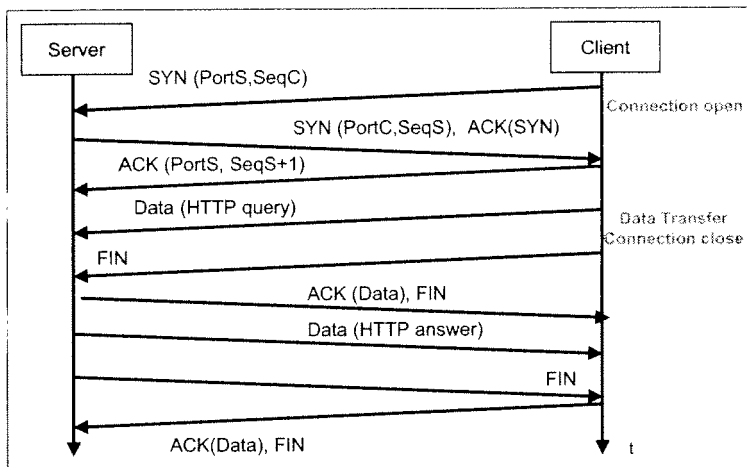 Server
Client
SYN (PortS,SeqC)
Connection open
SYN (PortC,SeqS), ACK(SYN)
ACK (PortS, SeqS+1)
Data (HTTP query)
Data Transfer
Connection close
FIN
ACK (Data), FIN
Data (HTTP answer)
FIN
ACK(Data), FIN
t